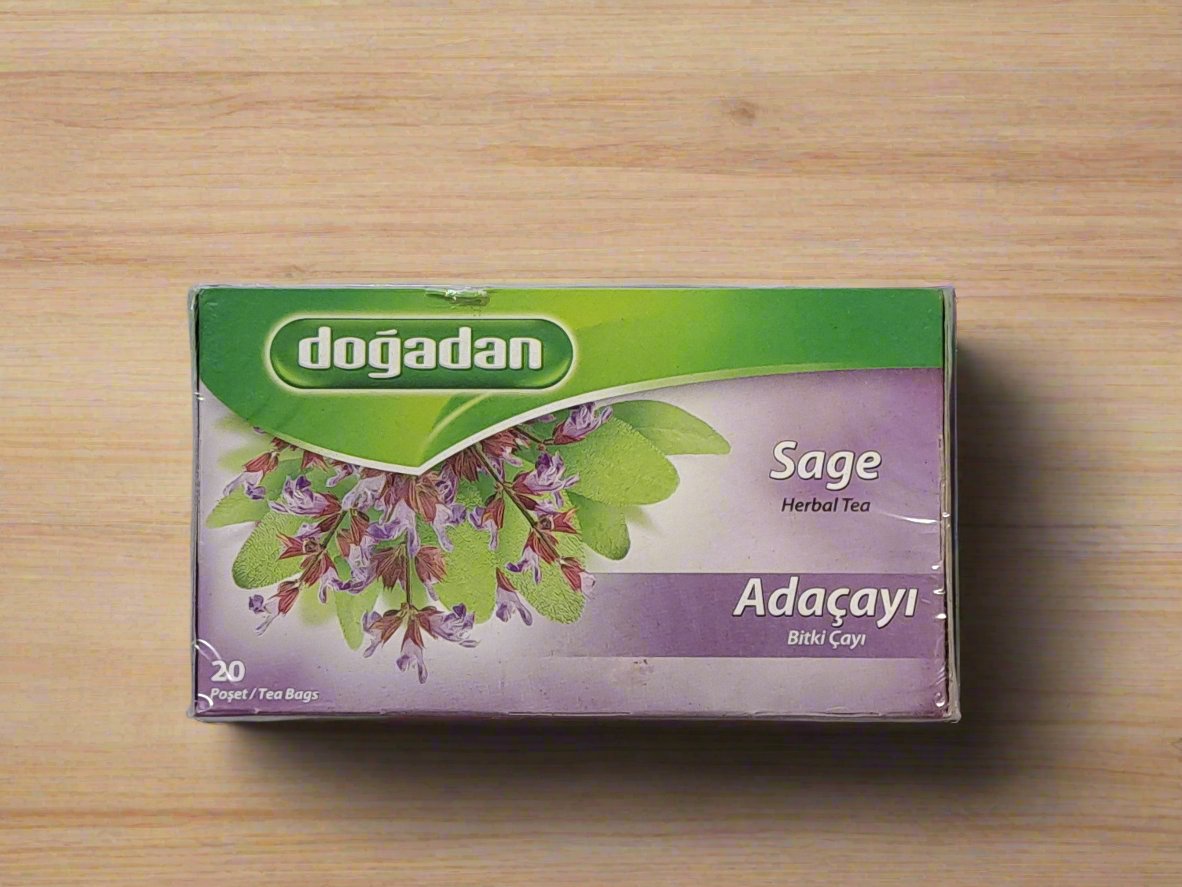 doğadan
Sage
Herbal Tea
Adaçayı
Bitki Çayı
20
Poşet / Tea Bags